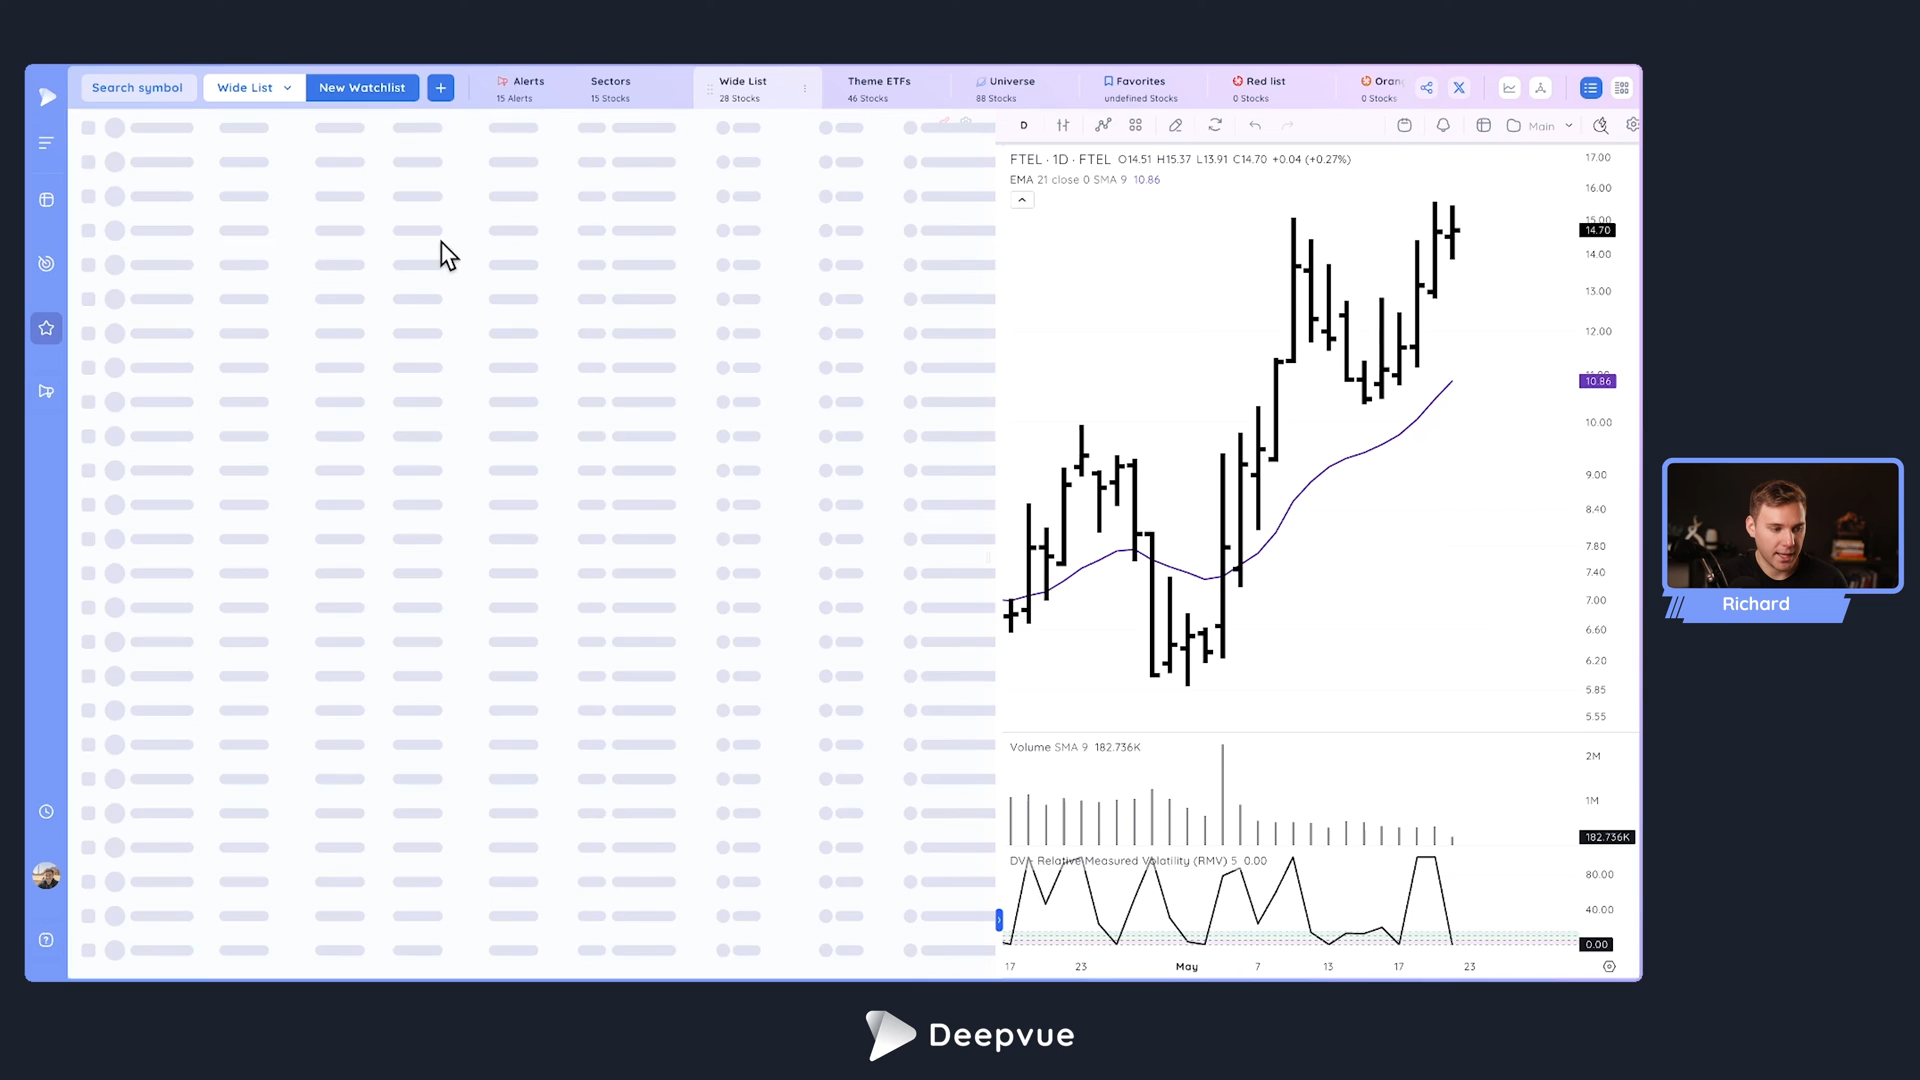 Search symbol
Wide List
New Watchlist
+
Alerts
15 Alerts
Sectors
15 Stocks
Wide List
28 Stocks
Theme ETFs
46 Stocks
Universe
88 Stocks
Favorites
undefined Stocks
Red list
0 Stocks
Oran
0 Stocks
D
Main
FTEL · 1D · FTEL O14.51 H15.37 L13.91 C14.70 +0.04 (+0.27%)
EMA 21 close 0 SMA 9 10.86
17.00
16.00
15.00
14.70
14.00
13.00
12.00
10.86
10.00
9.00
8.40
7.80
7.40
7.00
6.60
6.20
5.85
5.55
Volume SMA 9 182.736K
2M
1M
182.736K
DV - Relative Measured Volatility (RMV) 5 0.00
80.00
40.00
0.00
17 23 May 7 13 17 23
Richard
Deepvue